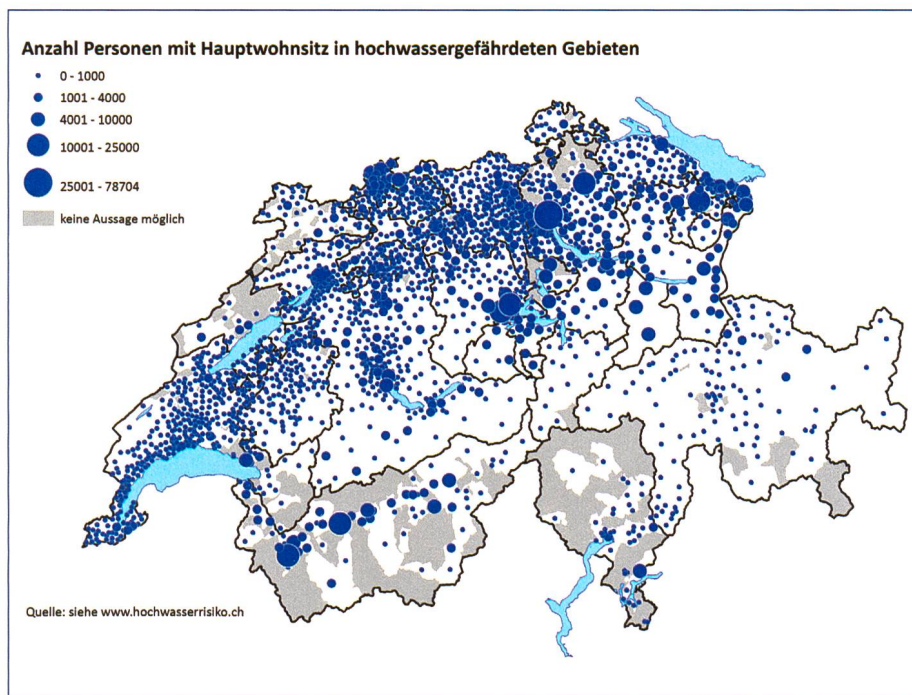 Anzahl Personen mit Hauptwohnsitz in hochwassergefährdeten Gebieten
0 - 1000
1001 - 4000
4001 - 10000
10001 - 25000
25001 - 78704
keine Aussage möglich
Quelle: siehe www.hochwasserrisiko.ch